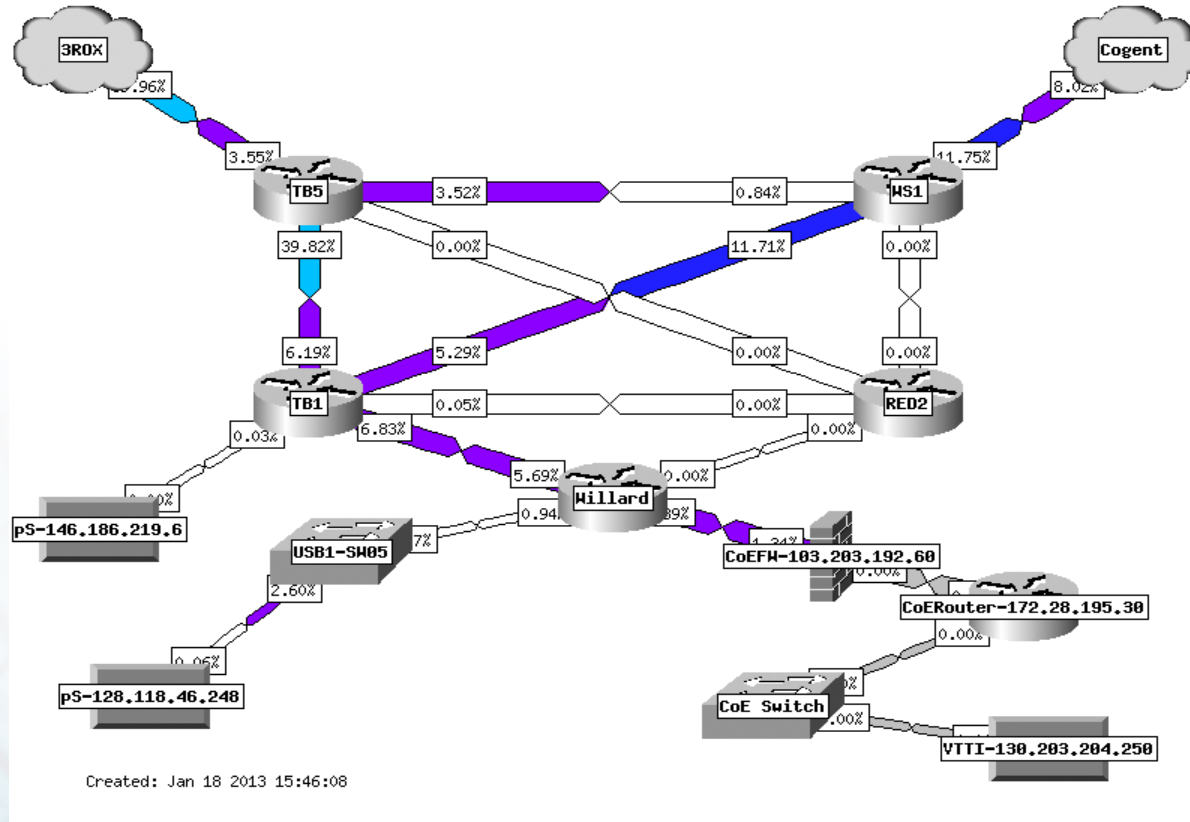 3ROX
Cogent
.96%
8.02%
3.55%
11.75%
TB5
3.52%
0.84%
WS1
39.82%
0.00%
11.71%
0.00%
6.19%
5.29%
0.00%
0.00%
TB1
0.05%
0.00%
RED2
0.03%
6.83%
0.00%
5.69%
0.00%
Willard
pS-146.186.219.6
0.94%
USB1-SW05
7%
39%
CoEFW-103.203.192.60
0.00%
2.60%
CoERouter-172.28.195.30
0.00%
0.06%
pS-128.118.46.248
CoE Switch
.00%
VTTI-130.203.204.250
Created: Jan 18 2013 15:46:08